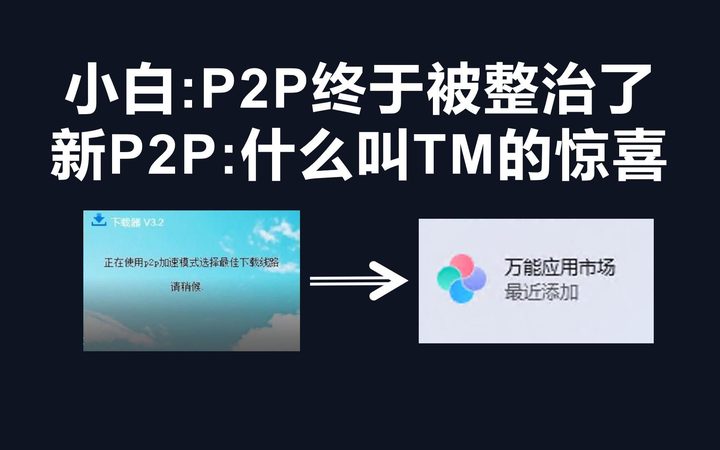 小白:P2P终于被整治了
新P2P:什么叫TM的惊喜
下载器 V3.2
正在使用p2p加速模式选择最佳下载线路
请稍候.
万能应用市场
最近添加